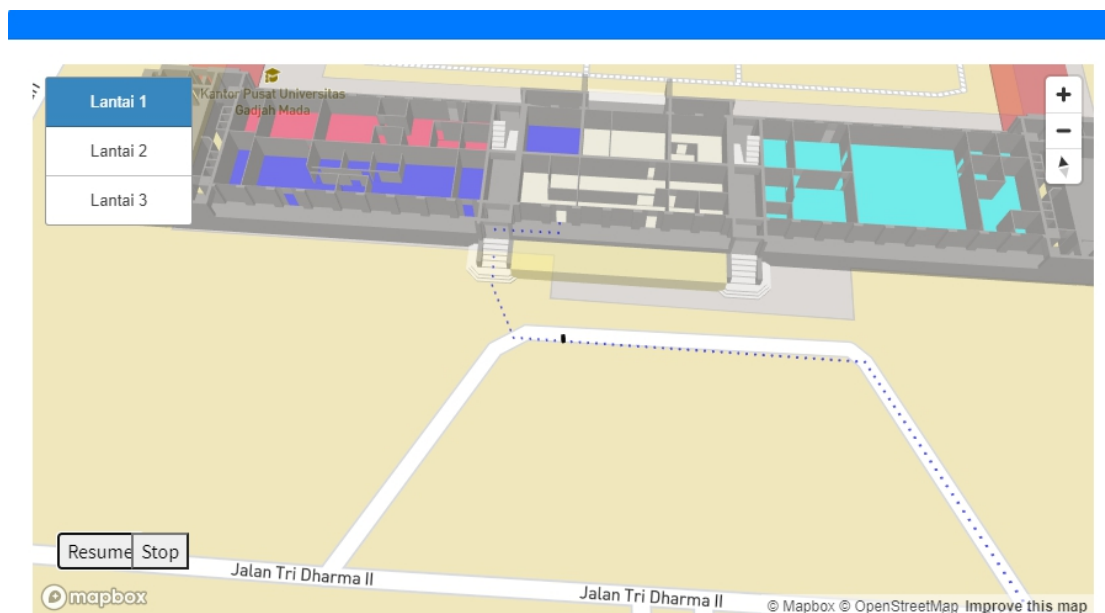 Lantai 1
Lantai 2
Lantai 3
Kantor Pusat Universitas
Gadjah Mada
+
−
Resume
Stop
Jalan Tri Dharma II
Jalan Tri Dharma II
mapbox
© Mapbox © OpenStreetMap Improve this map